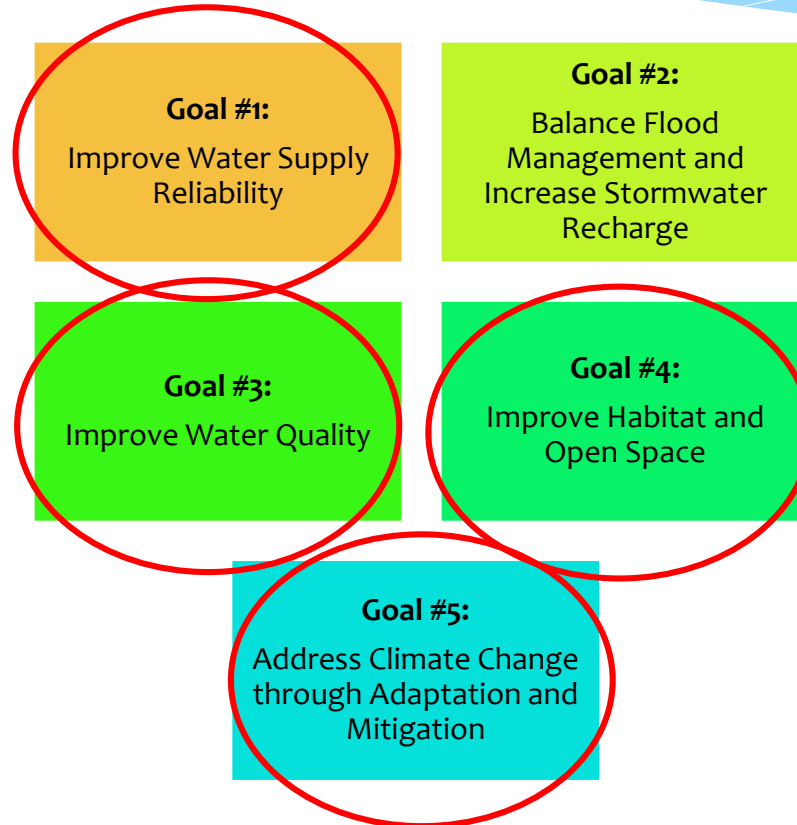 Goal #1:
Improve Water Supply
Reliability
Goal #2:
Balance Flood
Management and
Increase Stormwater
Recharge
Goal #3:
Improve Water Quality
Goal #4:
Improve Habitat and
Open Space
Goal #5:
Address Climate Change
through Adaptation and
Mitigation